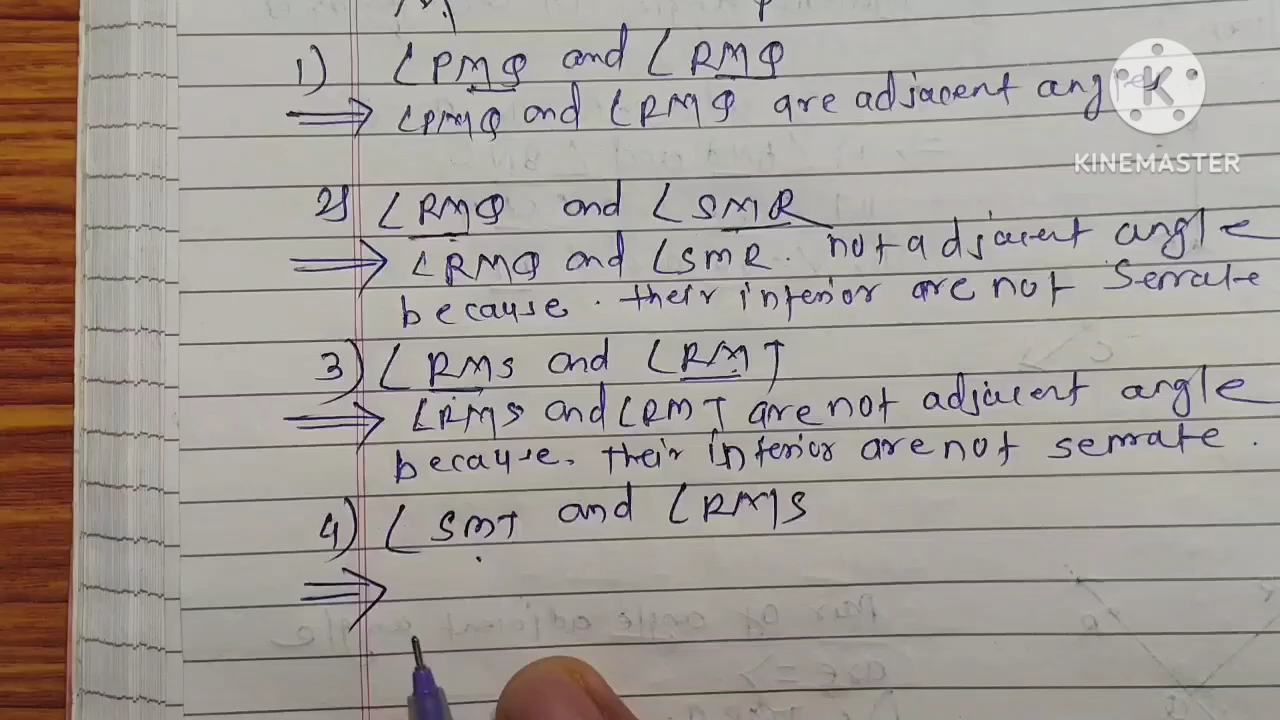 1) ∠PMQ and ∠RMQ
⇒ ∠PMQ and ∠RMQ are adjacent
K
KINEMASTER
2) ∠RMQ and ∠SMR
⇒ ∠RMQ and ∠SMR. not adjacent angle
because. their interior are not Serrate
3) ∠RMS and ∠RMT
⇒ ∠RMS and ∠RMT are not adjacent angle
because. their interior are not serrate.
4) ∠SMT and ∠RMS
⇒